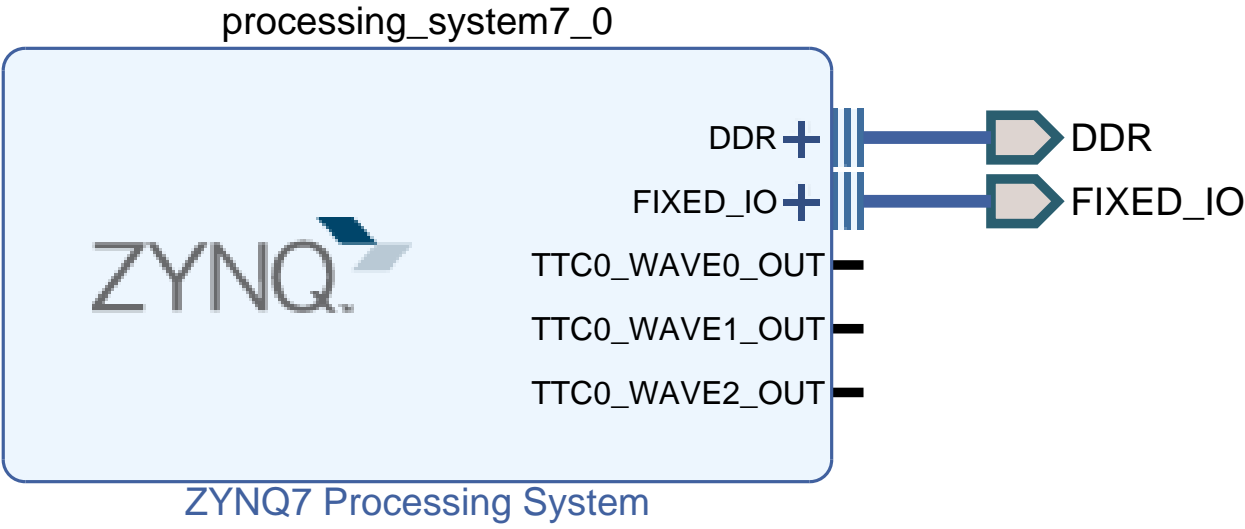 processing_system7_0
DDR
DDR
FIXED_IO
FIXED_IO
ZYNQ
TTC0_WAVE0_OUT
TTC0_WAVE1_OUT
TTC0_WAVE2_OUT
ZYNQ7 Processing System